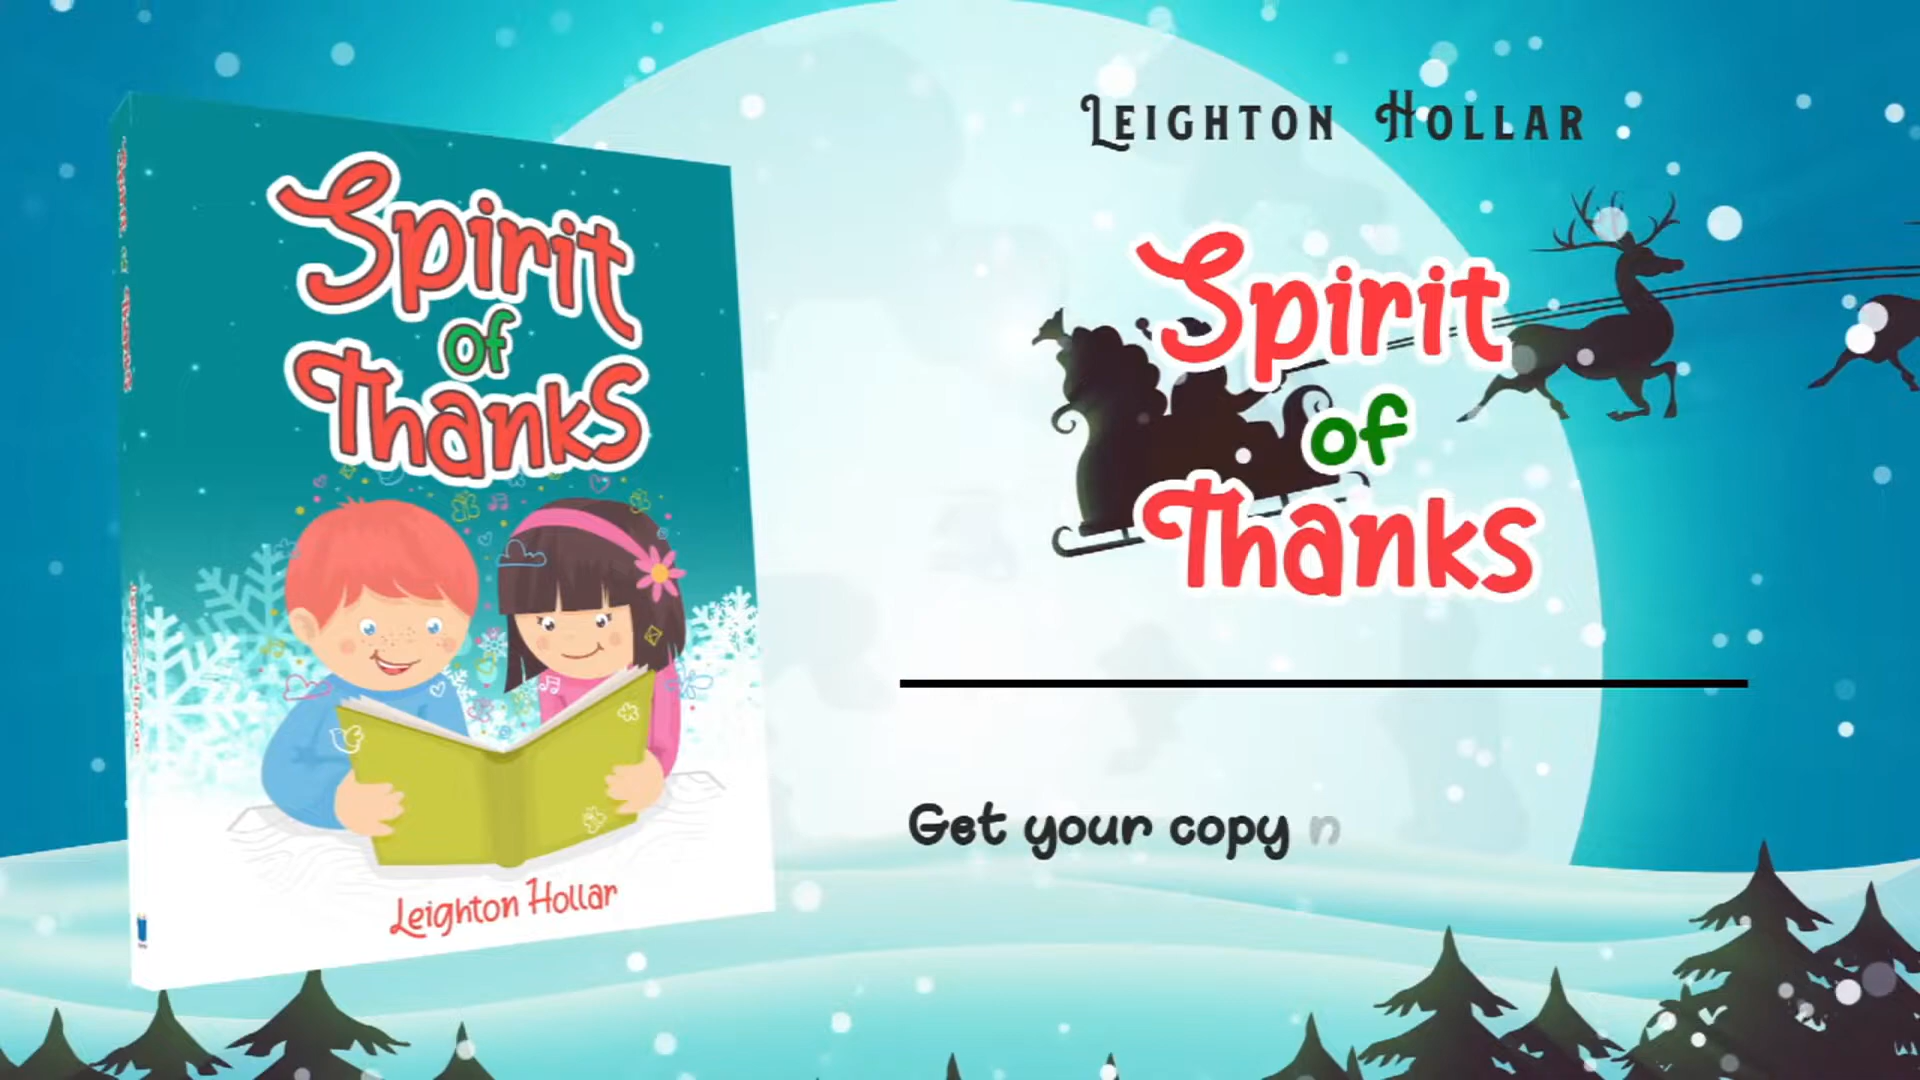 Spirit
of
Thanks
Leighton Hollar
Leighton Hollar
Spirit
of
Thanks
Get your copy n